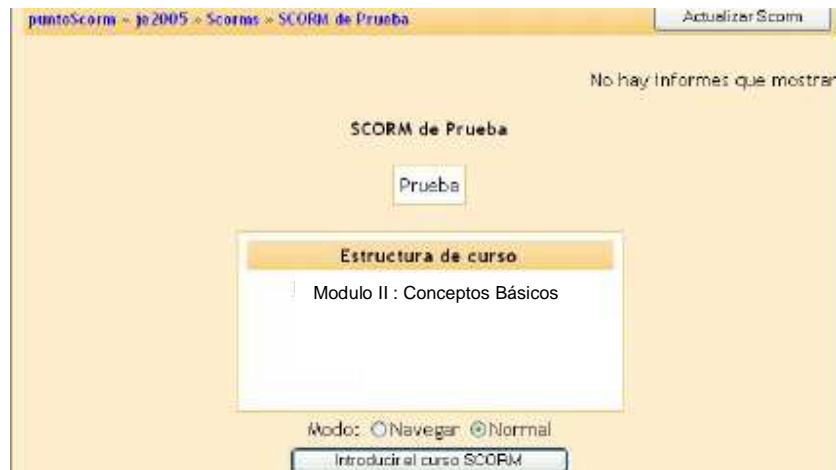 puntoScorm - je2005 » Scorms » SCORM de Prueba
Actualizar Scorm
No hay informes que mostrar
SCORM de Prueba
Prueba
Estructura de curso
Modulo II : Conceptos Básicos
Modo: Navegar Normal
Introducir el curso SCORM